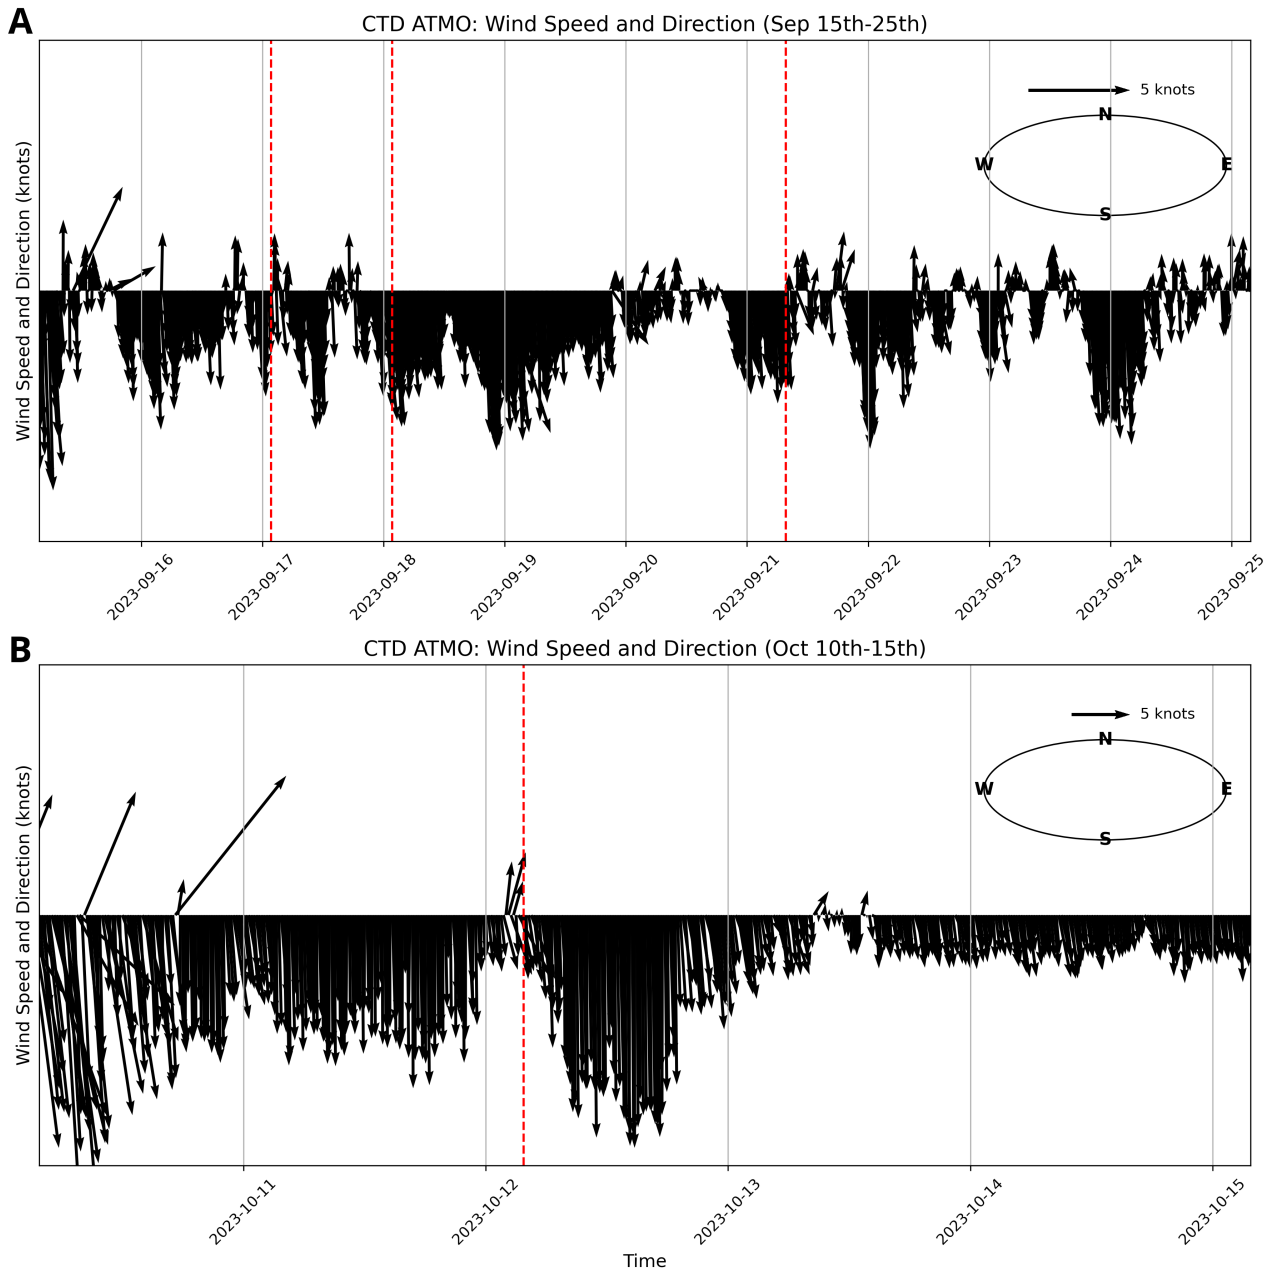 A
CTD ATMO: Wind Speed and Direction (Sep 15th-25th)
Wind Speed and Direction (knots)
5 knots
N
W
E
S
2023-09-16
2023-09-17
2023-09-18
2023-09-19
2023-09-20
2023-09-21
2023-09-22
2023-09-23
2023-09-24
2023-09-25
B
CTD ATMO: Wind Speed and Direction (Oct 10th-15th)
Wind Speed and Direction (knots)
5 knots
N
W
E
S
2023-10-11
2023-10-12
2023-10-13
2023-10-14
2023-10-15
Time